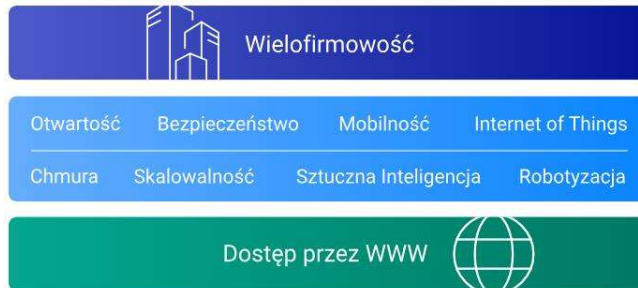 Wielofirmowość
Otwartość Bezpieczeństwo Mobilność Internet of Things
Chmura Skalowalność Sztuczna Inteligencja Robotyzacja
Dostęp przez WWW